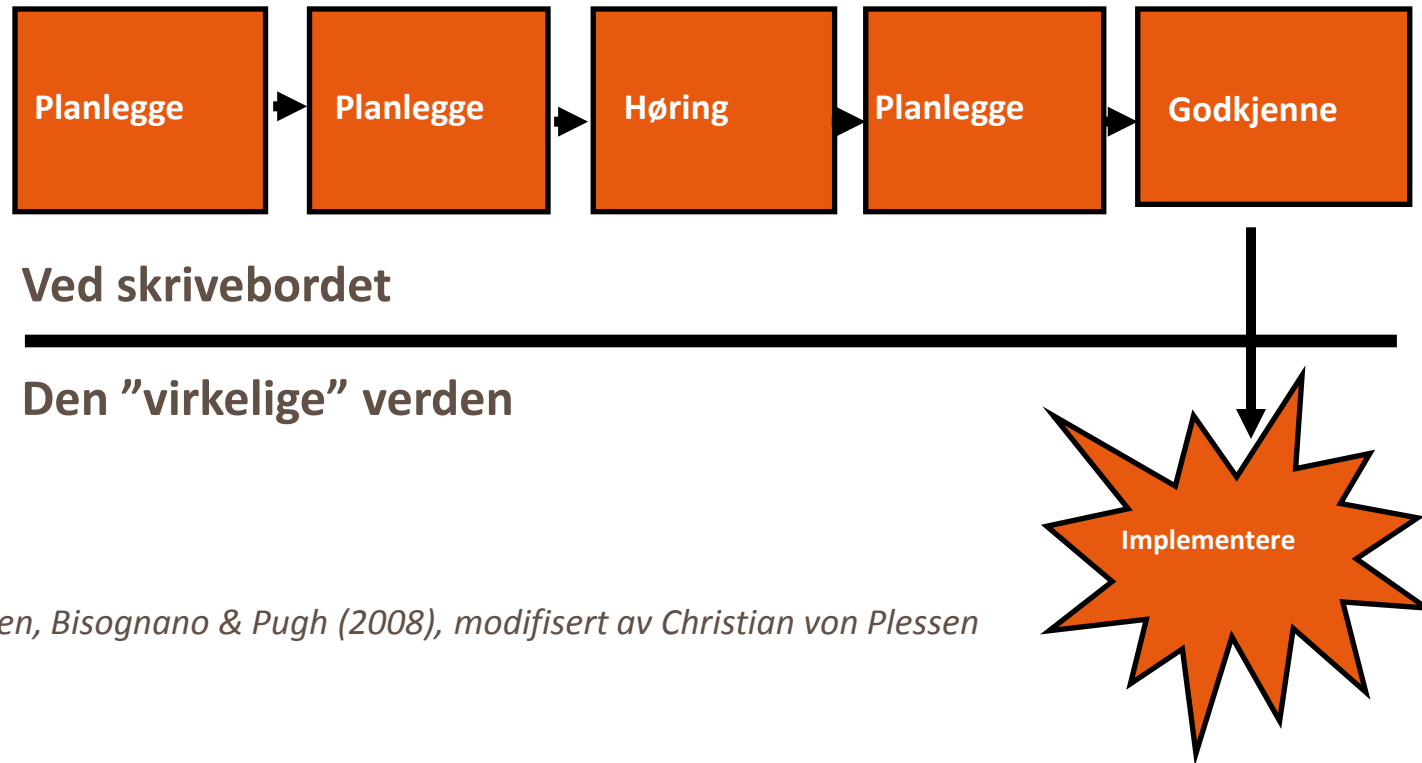 Planlegge
Planlegge
Høring
Planlegge
Godkjenne
Ved skrivebordet
Den ”virkelige” verden
Implementere
en, Bisognano & Pugh (2008), modifisert av Christian von Plessen